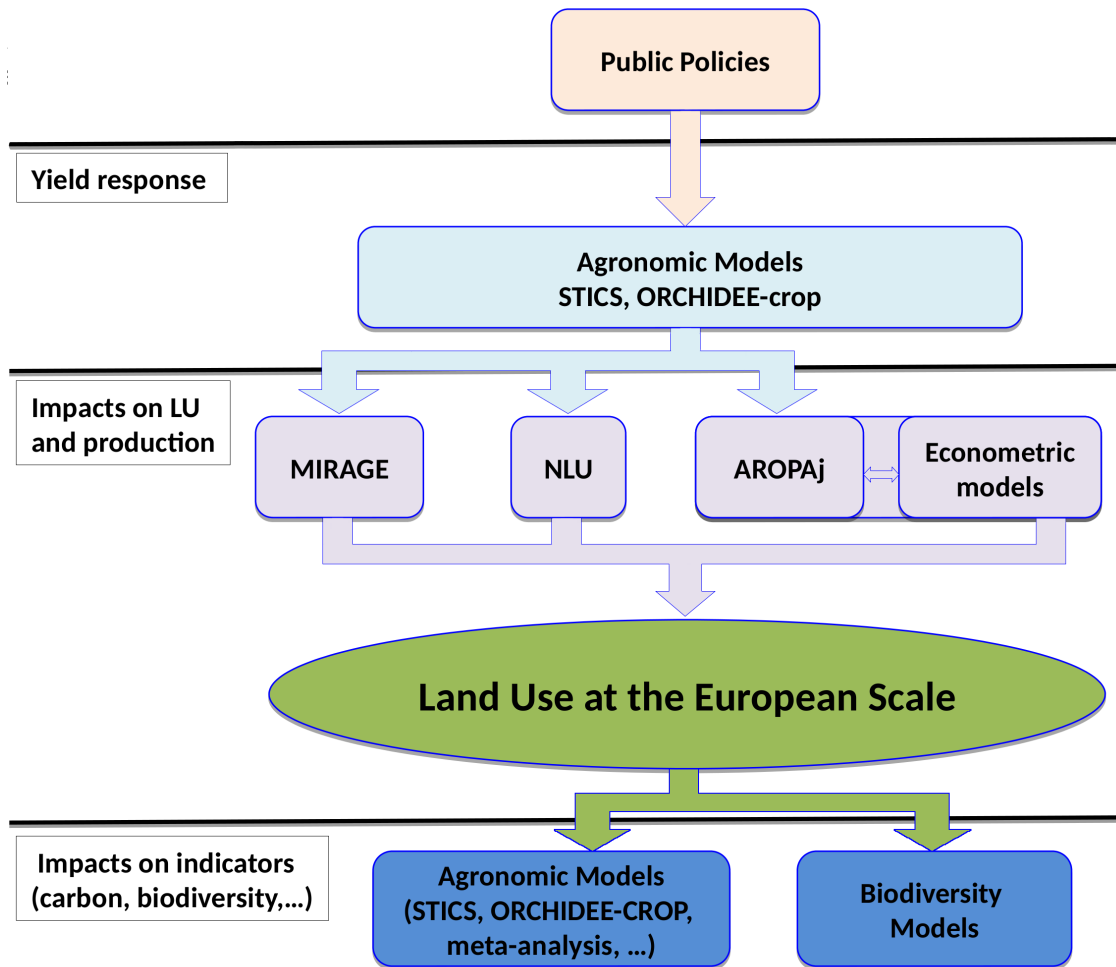 Public Policies
Yield response
Agronomic Models
STICS, ORCHIDEE-crop
Impacts on LU
and production
MIRAGE
NLU
AROPAj
Econometric
models
Land Use at the European Scale
Impacts on indicators
(carbon, biodiversity,...)
Agronomic Models
(STICS, ORCHIDEE-CROP,
meta-analysis, ...)
Biodiversity
Models